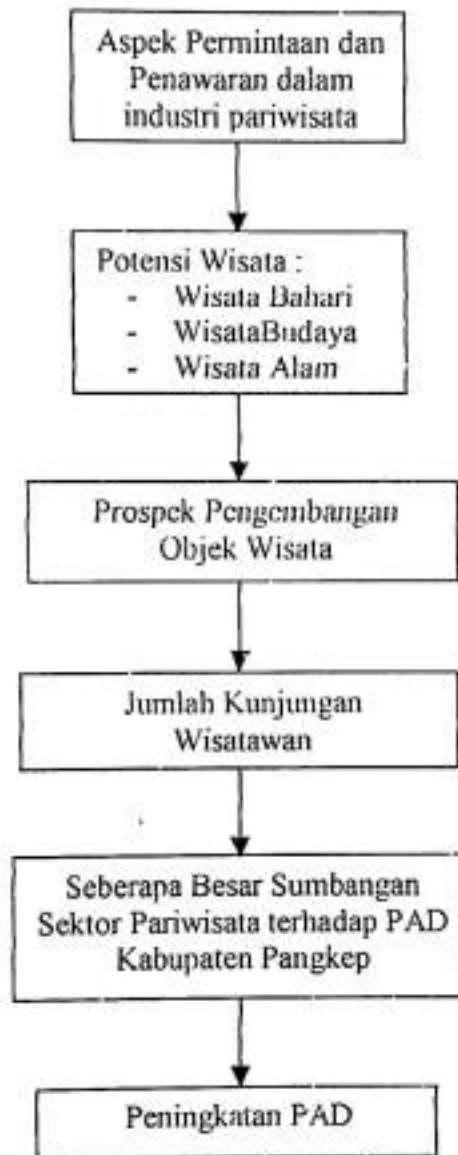 Aspek Permintaan dan
Penawaran dalam
industri pariwisata
Potensi Wisata :
- Wisata Bahari
- WisataBudaya
- Wisata Alam
Prospek Pengembangan
Objek Wisata
Jumlah Kunjungan
Wisatawan
Seberapa Besar Sumbangan
Sektor Pariwisata terhadap PAD
Kabupaten Pangkep
Peningkatan PAD